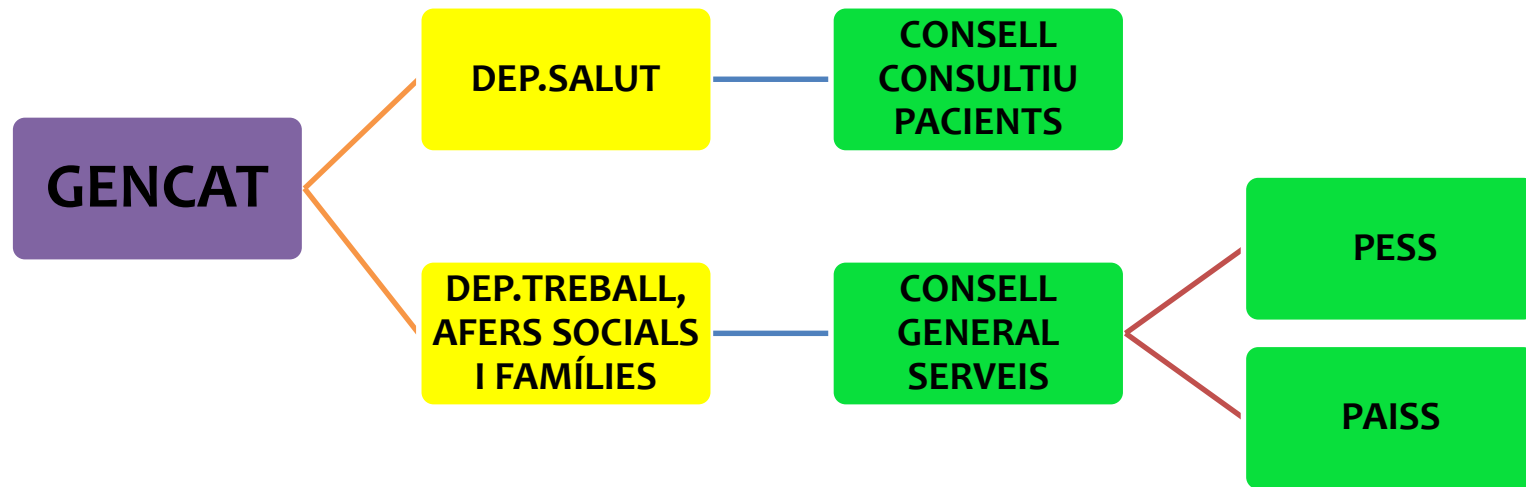 GENCAT
DEP.SALUT
CONSELL
CONSULTIU
PACIENTS
DEP.TREBALL,
AFERS SOCIALS
I FAMÍLIES
CONSELL
GENERAL
SERVEIS
PESS
PAISS